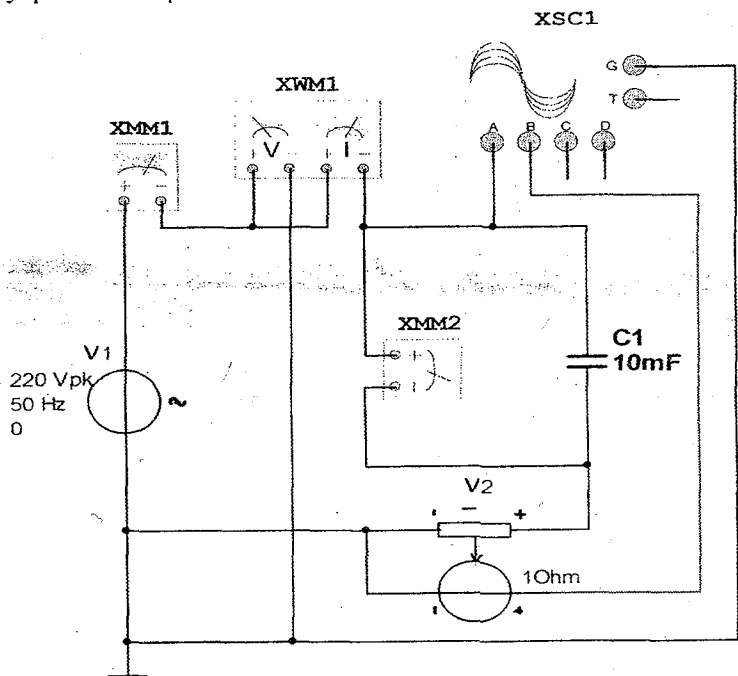 XSC1
G
T
A B C D
XWM1
V I
+ - + -
XMM1
+ -
XMM2
+
C1
10mF
V1
220 Vpk
50 Hz
0
~
V2
- +
1Ohm
+